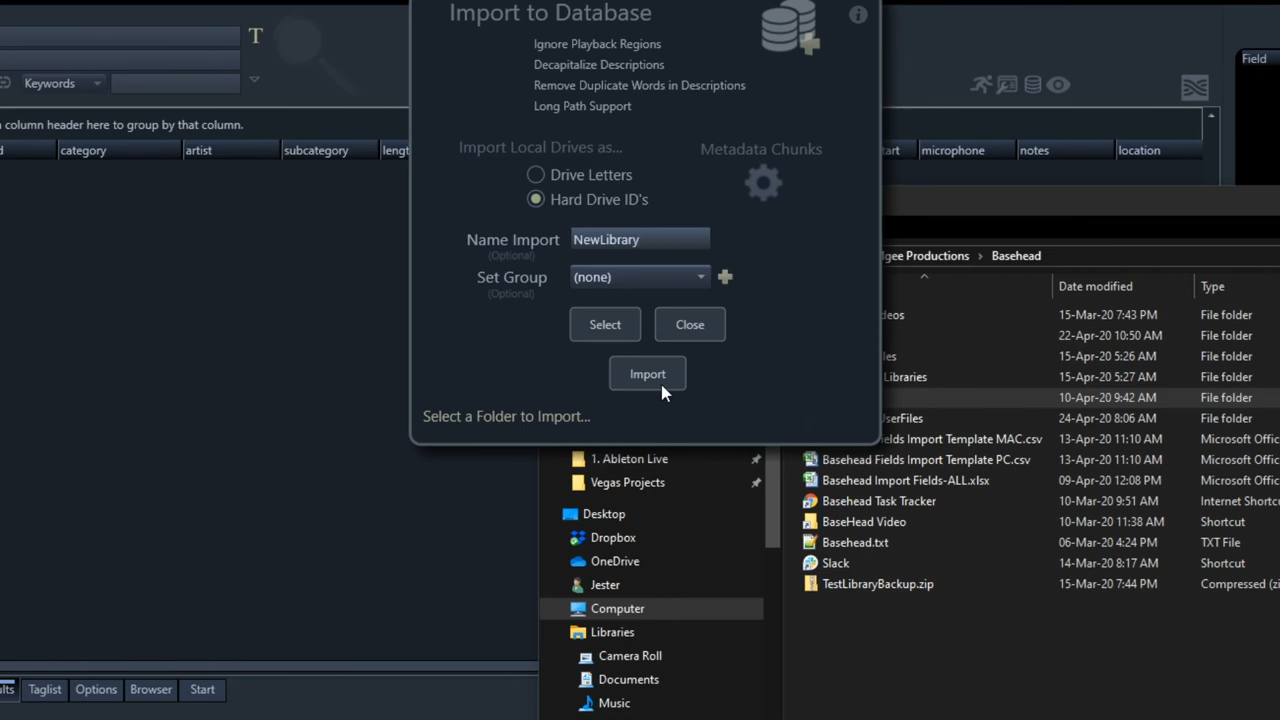 Import to Database
T
Ignore Playback Regions
Decapitalize Descriptions
Remove Duplicate Words in Descriptions
Long Path Support
Keywords
Field
column header here to group by that column.
category artist subcategory microphone notes location
Import Local Drives as...
Metadata Chunks
Drive Letters
Hard Drive ID's
Name Import NewLibrary
(Optional)
Set Group (none)
(Optional)
Select Close
Import
Select a Folder to Import...
Productions > Basehead
Date modified Type
15-Mar-20 7:43 PM File folder
22-Apr-20 10:50 AM File folder
15-Apr-20 5:26 AM File folder
Libraries 15-Apr-20 5:27 AM File folder
10-Apr-20 9:42 AM File folder
24-Apr-20 8:06 AM File folder
Fields Import Template MAC.csv 13-Apr-20 11:10 AM Microsoft Offic
Basehead Fields Import Template PC.csv 13-Apr-20 11:10 AM Microsoft Offic
Basehead Import Fields-ALL.xlsx 09-Apr-20 12:08 PM Microsoft Offic
Basehead Task Tracker 10-Mar-20 9:51 AM Internet Shortc
BaseHead Video 10-Mar-20 11:38 AM Shortcut
Basehead.txt 06-Mar-20 4:24 PM TXT File
Slack 14-Mar-20 8:17 AM Shortcut
TestLibraryBackup.zip 15-Mar-20 7:44 PM Compressed (z
1. Ableton Live
Vegas Projects
Desktop
Dropbox
OneDrive
Jester
Computer
Libraries
Camera Roll
Documents
Music
Taglist Options Browser Start